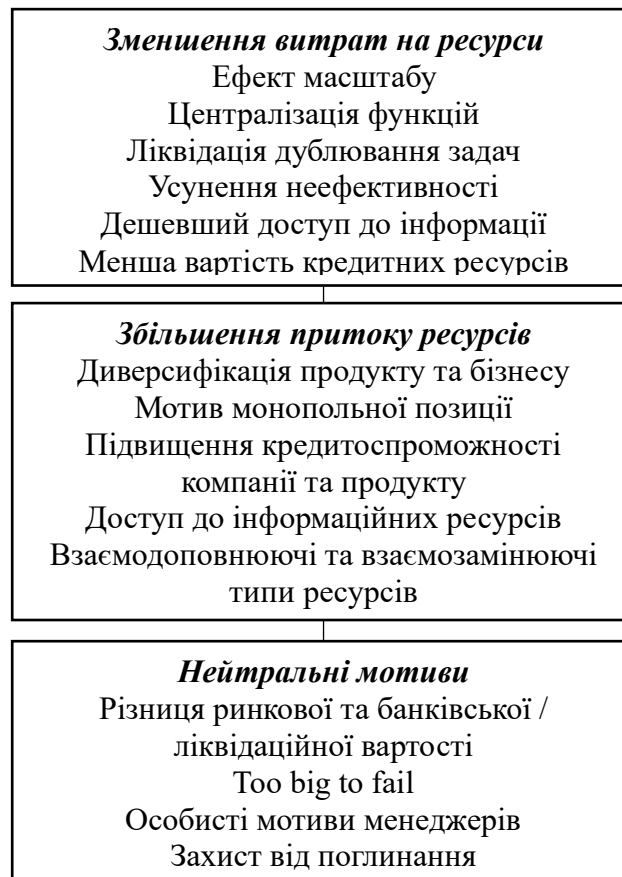 Зменшення витрат на ресурси
Ефект масштабу
Централізація функцій
Ліквідація дублювання задач
Усунення неефективності
Дешевший доступ до інформації
Менша вартість кредитних ресурсів
Збільшення притоку ресурсів
Диверсифікація продукту та бізнесу
Мотив монопольної позиції
Підвищення кредитоспроможності
компанії та продукту
Доступ до інформаційних ресурсів
Взаємодоповнюючі та взаємозамінюючі
типи ресурсів
Нейтральні мотиви
Різниця ринкової та банківської /
ліквідаційної вартості
Too big to fail
Особисті мотиви менеджерів
Захист від поглинання